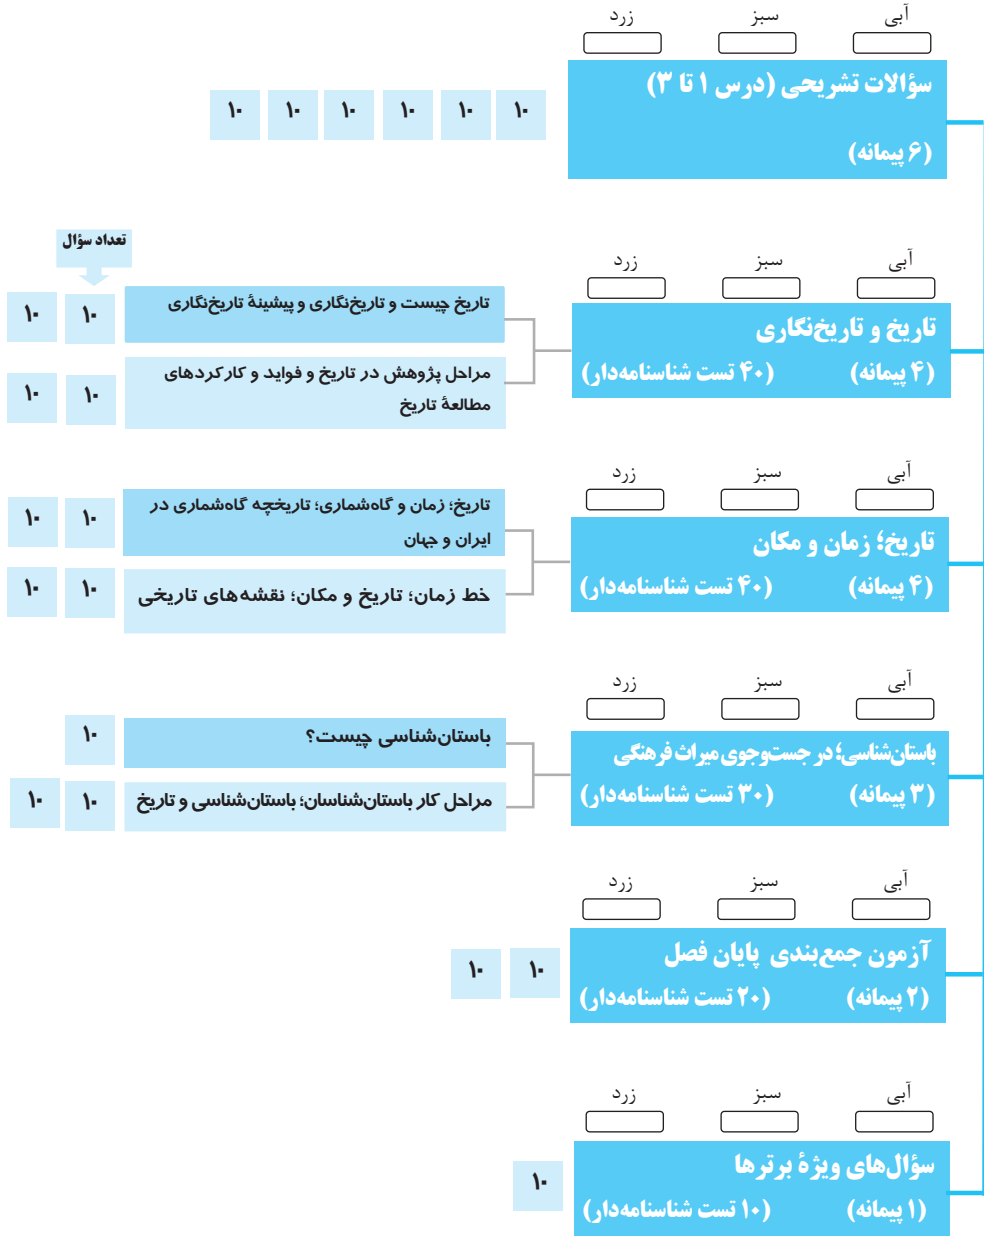 آبی سبز زرد
سؤالات تشریحی (درس ۱ تا ۳)
(۶ پیمانه)
۱۰ ۱۰ ۱۰ ۱۰ ۱۰ ۱۰
تعداد سؤال
آبی سبز زرد
تاریخ و تاریخ‌نگاری
(۴ پیمانه) (۴۰ تست شناسنامه‌دار)
تاریخ چیست و تاریخ‌نگاری و پیشینهٔ تاریخ‌نگاری
۱۰ ۱۰
مراحل پژوهش در تاریخ و فواید و کارکردهای
مطالعهٔ تاریخ
۱۰ ۱۰
آبی سبز زرد
تاریخ؛ زمان و مکان
(۴ پیمانه) (۴۰ تست شناسنامه‌دار)
تاریخ؛ زمان و گاه‌شماری؛ تاریخچه گاه‌شماری در
ایران و جهان
۱۰ ۱۰
خط زمان؛ تاریخ و مکان؛ نقشه‌های تاریخی
۱۰ ۱۰
آبی سبز زرد
باستان‌شناسی؛ در جست‌وجوی میراث فرهنگی
(۳ پیمانه) (۳۰ تست شناسنامه‌دار)
باستان‌شناسی چیست؟
۱۰
مراحل کار باستان‌شناسان؛ باستان‌شناسی و تاریخ
۱۰ ۱۰
آبی سبز زرد
آزمون جمع‌بندی پایان فصل
(۲ پیمانه) (۲۰ تست شناسنامه‌دار)
۱۰ ۱۰
آبی سبز زرد
سؤال‌های ویژهٔ برترها
(۱ پیمانه) (۱۰ تست شناسنامه‌دار)
۱۰